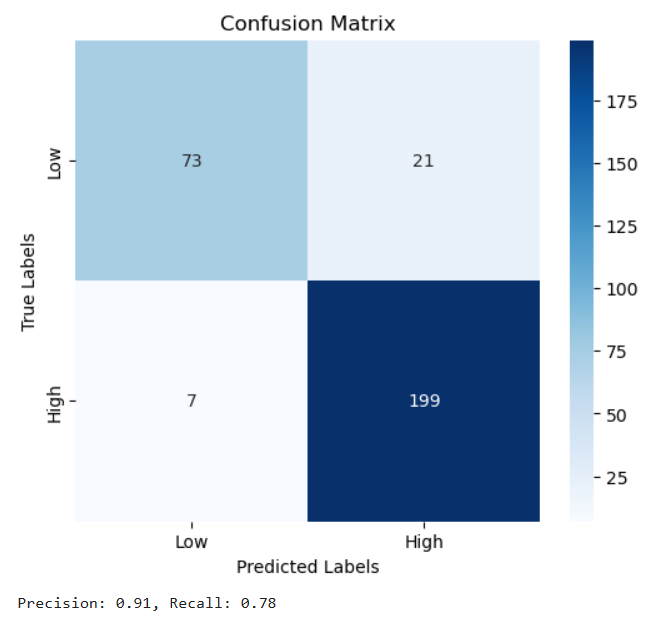 Confusion Matrix
Low
73
21
True Labels
High
7
199
Low
High
Predicted Labels
175
150
125
100
75
50
25
Precision: 0.91, Recall: 0.78